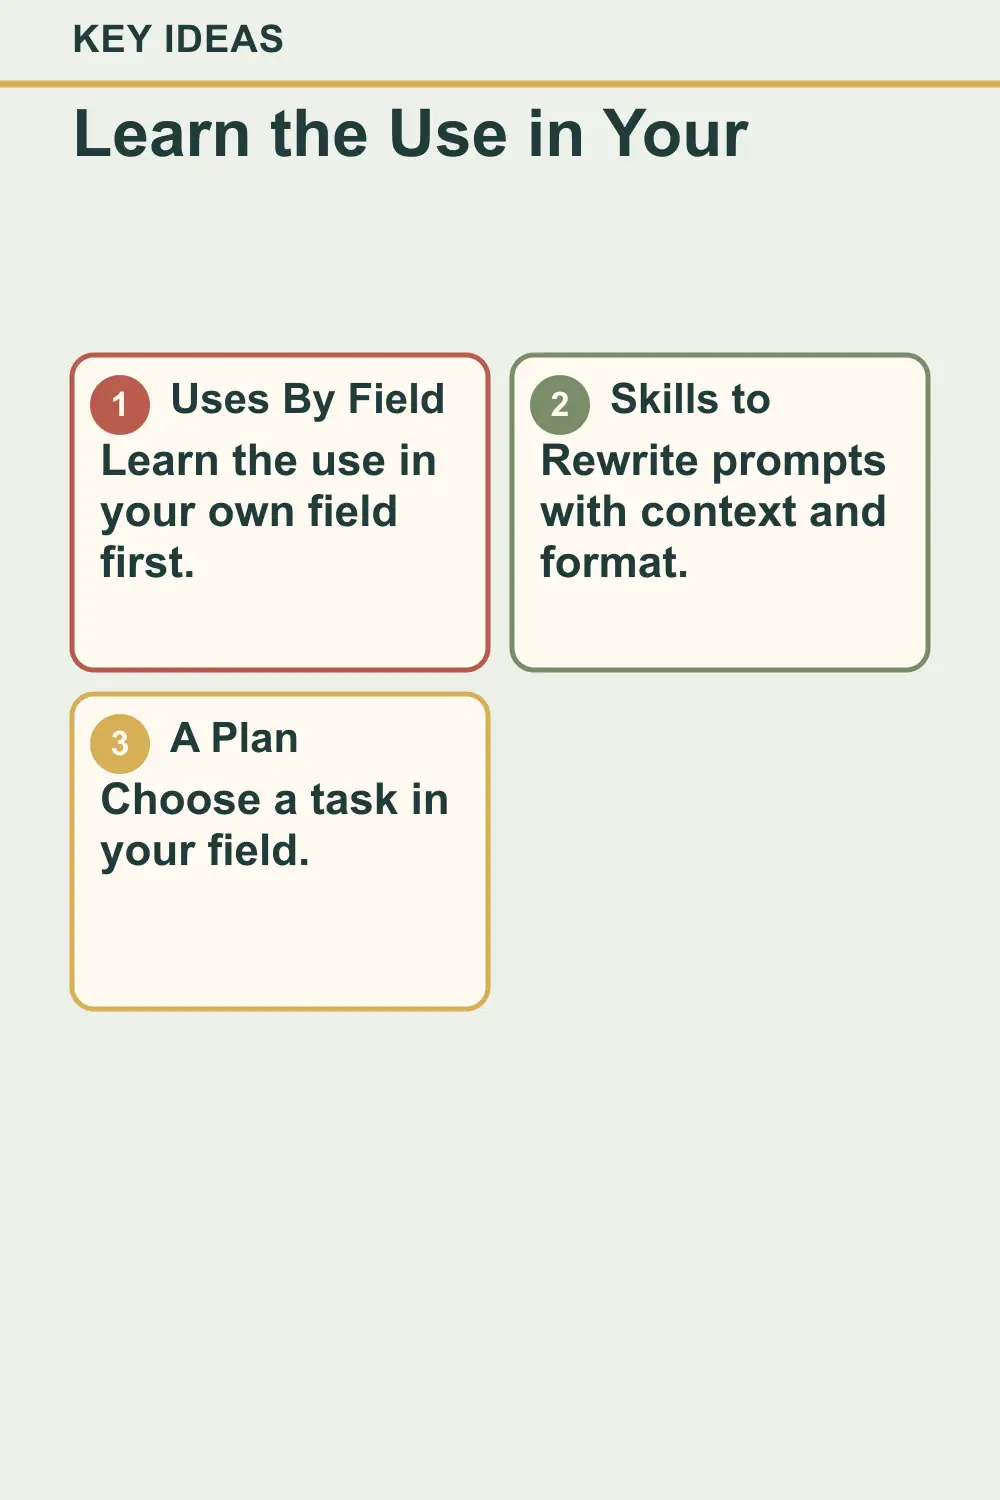 KEY IDEAS
Learn the Use in Your
1 Uses By Field
Learn the use in
your own field
first.
2 Skills to
Rewrite prompts
with context and
format.
3 A Plan
Choose a task in
your field.